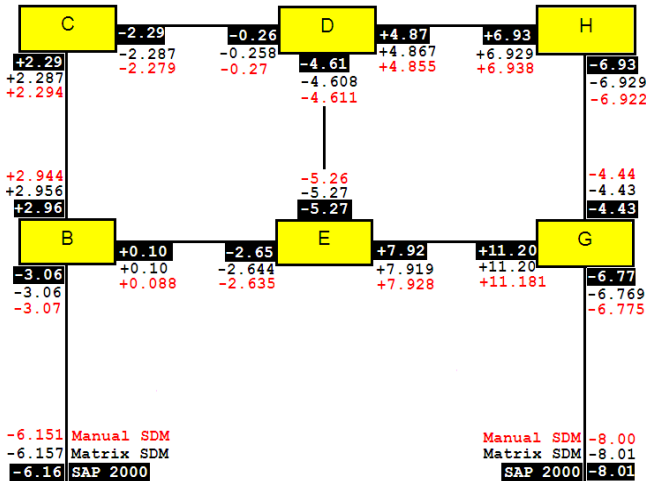 C D H
-2.29 -0.26 +4.87 +6.93
-2.287 -0.258 +4.867 +6.929
-2.279 -0.27 +4.855 +6.938
+2.29 -4.61 -6.93
+2.287 -4.608 -6.929
+2.294 -4.611 -6.922
+2.944 -5.26 -4.44
+2.956 -5.27 -4.43
+2.96 -5.27 -4.43
B E G
+0.10 -2.65 +7.92 +11.20
+0.10 -2.644 +7.919 +11.20
+0.088 -2.635 +7.928 +11.181
-3.06 -6.77
-3.06 -6.769
-3.07 -6.775
-6.151 Manual SDM Manual SDM -8.00
-6.157 Matrix SDM Matrix SDM -8.01
-6.16 SAP 2000 SAP 2000 -8.01